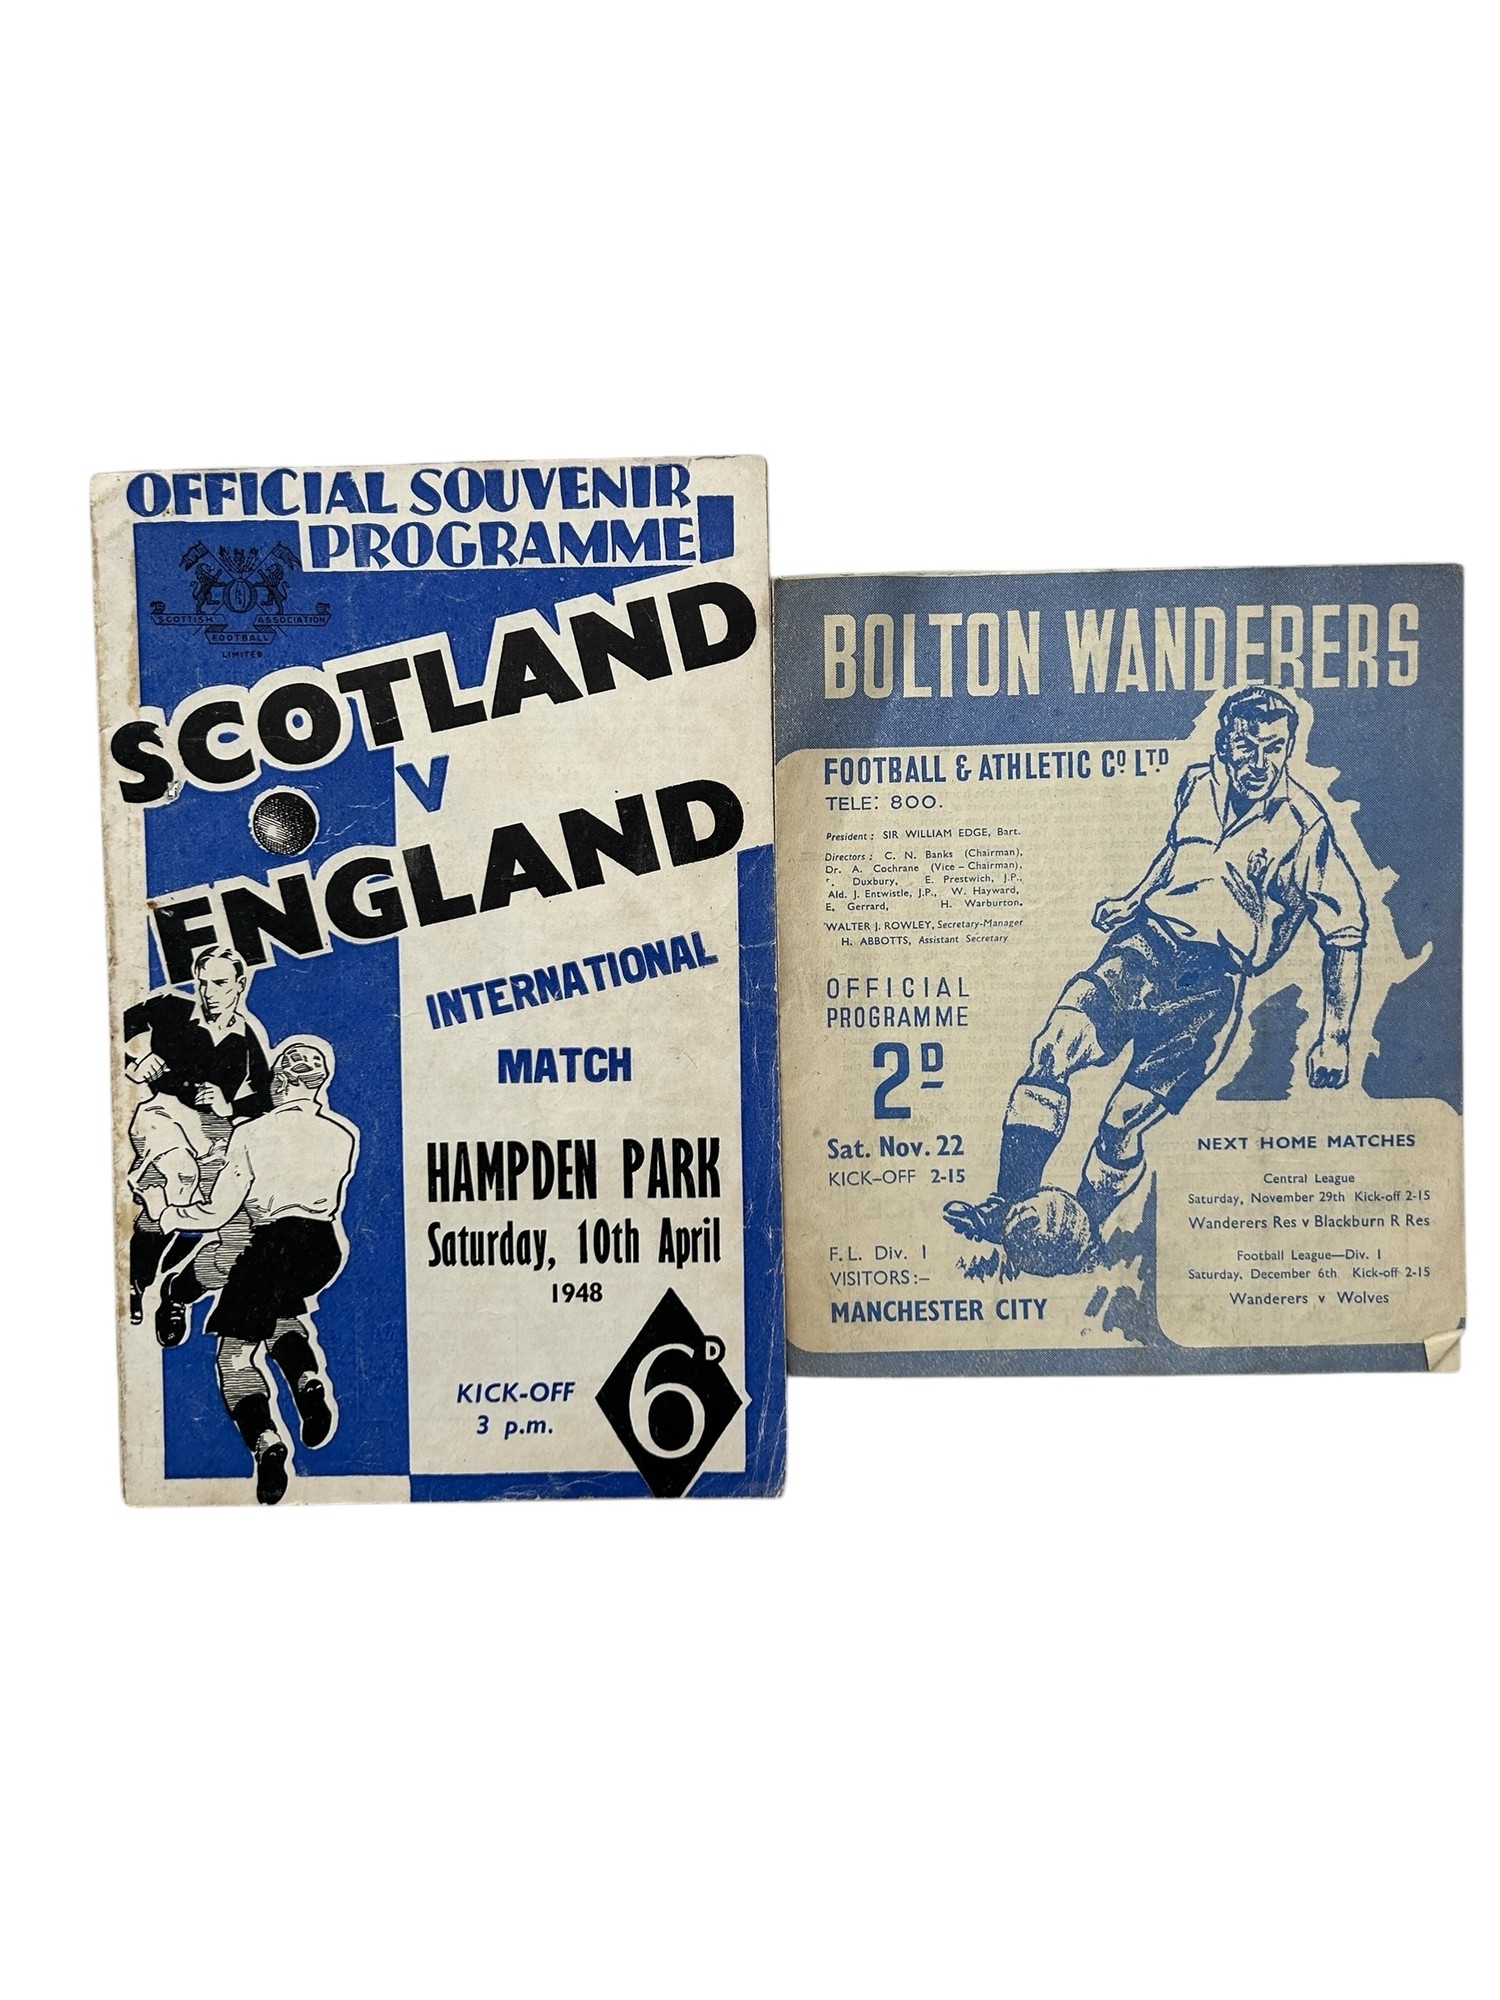 OFFICIAL SOUVENIR
PROGRAMME
SCOTTISH ASSOCIATION
FOOTBALL
LIMITED
SCOTLAND
V
ENGLAND
INTERNATIONAL
MATCH
HAMPDEN PARK
Saturday, 10th April
1948
KICK-OFF
3 p.m.
6D
BOLTON WANDERERS
FOOTBALL & ATHLETIC Co LTD
TELE: 800.
President: SIR WILLIAM EDGE, Bart.
Directors: C. N. Banks (Chairman),
Dr. A. Cochrane (Vice-Chairman),
Duxbury, E. Prestwich, J.P.,
Ald. J. Entwistle, J.P., W. Hayward,
E. Gerrard, H. Warburton.
WALTER J. ROWLEY, Secretary-Manager
H. ABBOTTS, Assistant Secretary
OFFICIAL
PROGRAMME
2D
Sat. Nov. 22
KICK-OFF 2-15
F.L. Div. 1
VISITORS:-
MANCHESTER CITY
NEXT HOME MATCHES
Central League
Saturday, November 29th Kick-off 2-15
Wanderers Res v Blackburn R Res
Football League—Div. 1
Saturday, December 6th Kick-off 2-15
Wanderers v Wolves